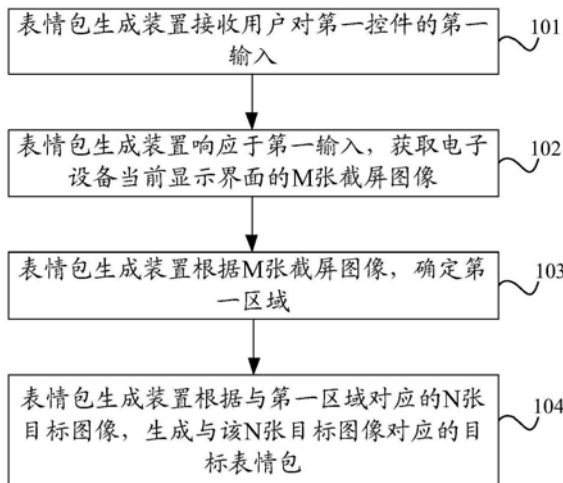 表情包生成装置接收用户对第一控件的第一
输入
101
表情包生成装置响应于第一输入，获取电子
设备当前显示界面的M张截屏图像
102
表情包生成装置根据M张截屏图像，确定第
一区域
103
表情包生成装置根据与第一区域对应的N张
目标图像，生成与该N张目标图像对应的目
标表情包
104